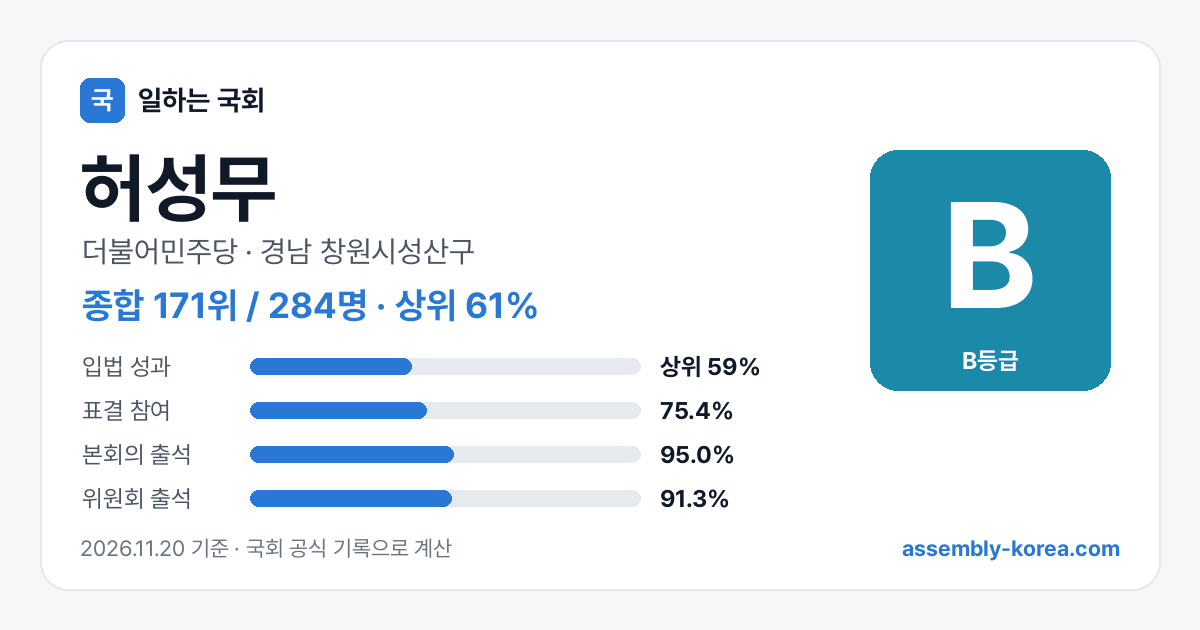 국 일하는 국회
허성무
더불어민주당 · 경남 창원시성산구
종합 171위 / 284명 · 상위 61%
B
B등급
입법 성과 상위 59%
표결 참여 75.4%
본회의 출석 95.0%
위원회 출석 91.3%
2026.11.20 기준 · 국회 공식 기록으로 계산
assembly-korea.com